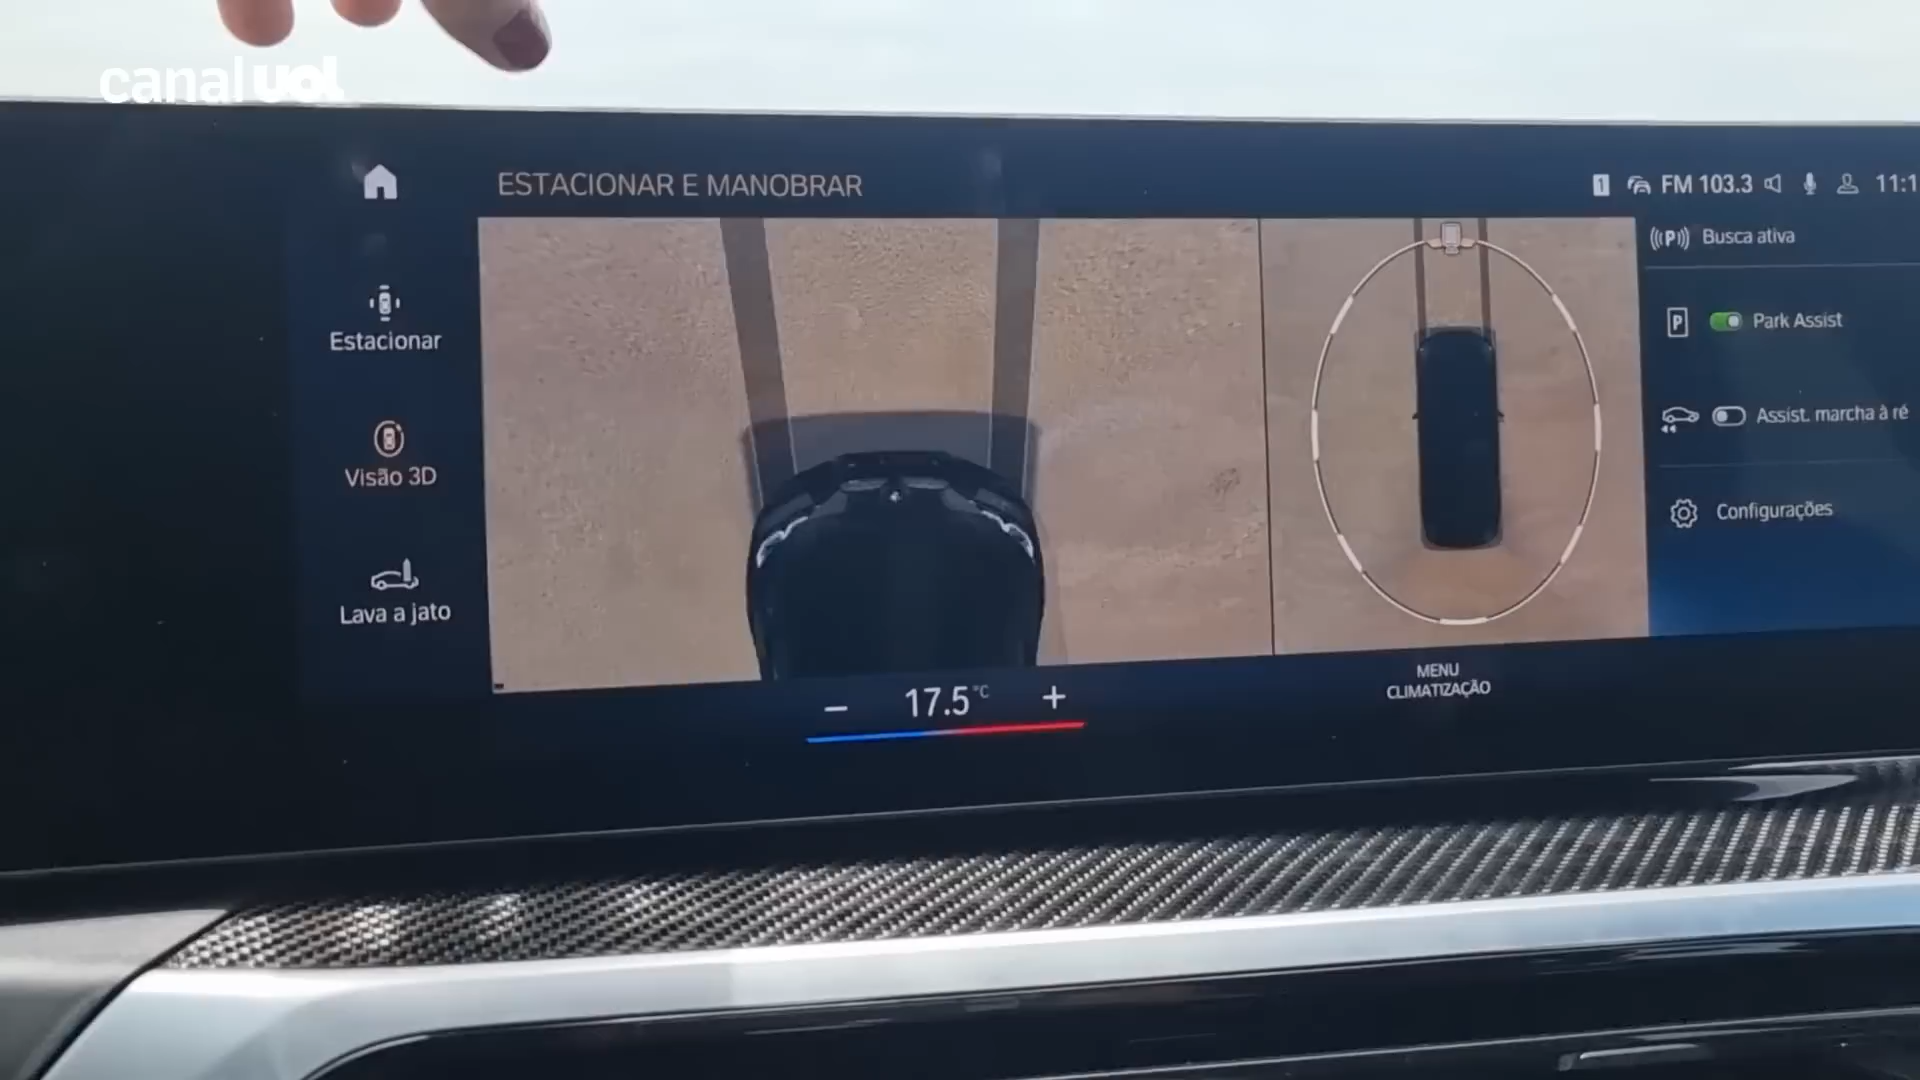 canal UOL
ESTACIONAR E MANOBRAR
1 FM 103.3 11:1
Estacionar
Visão 3D
Lava a jato
((P)) Busca ativa
P Park Assist
Assist. marcha à ré
Configurações
− 17.5 °C +
MENU
CLIMATIZAÇÃO